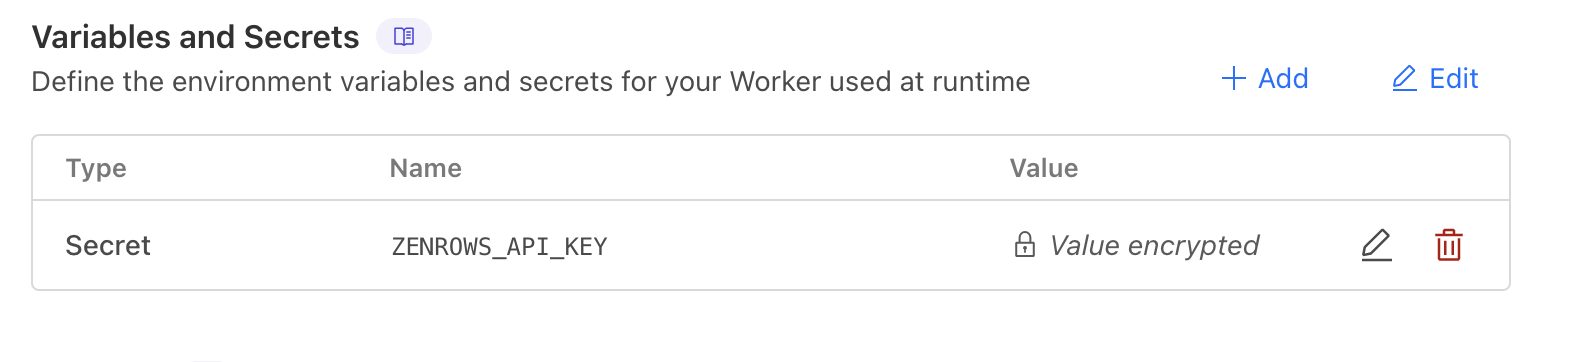 Variables and Secrets
Define the environment variables and secrets for your Worker used at runtime
Add
Edit
Type Name Value
Secret ZENROWS_API_KEY Value encrypted